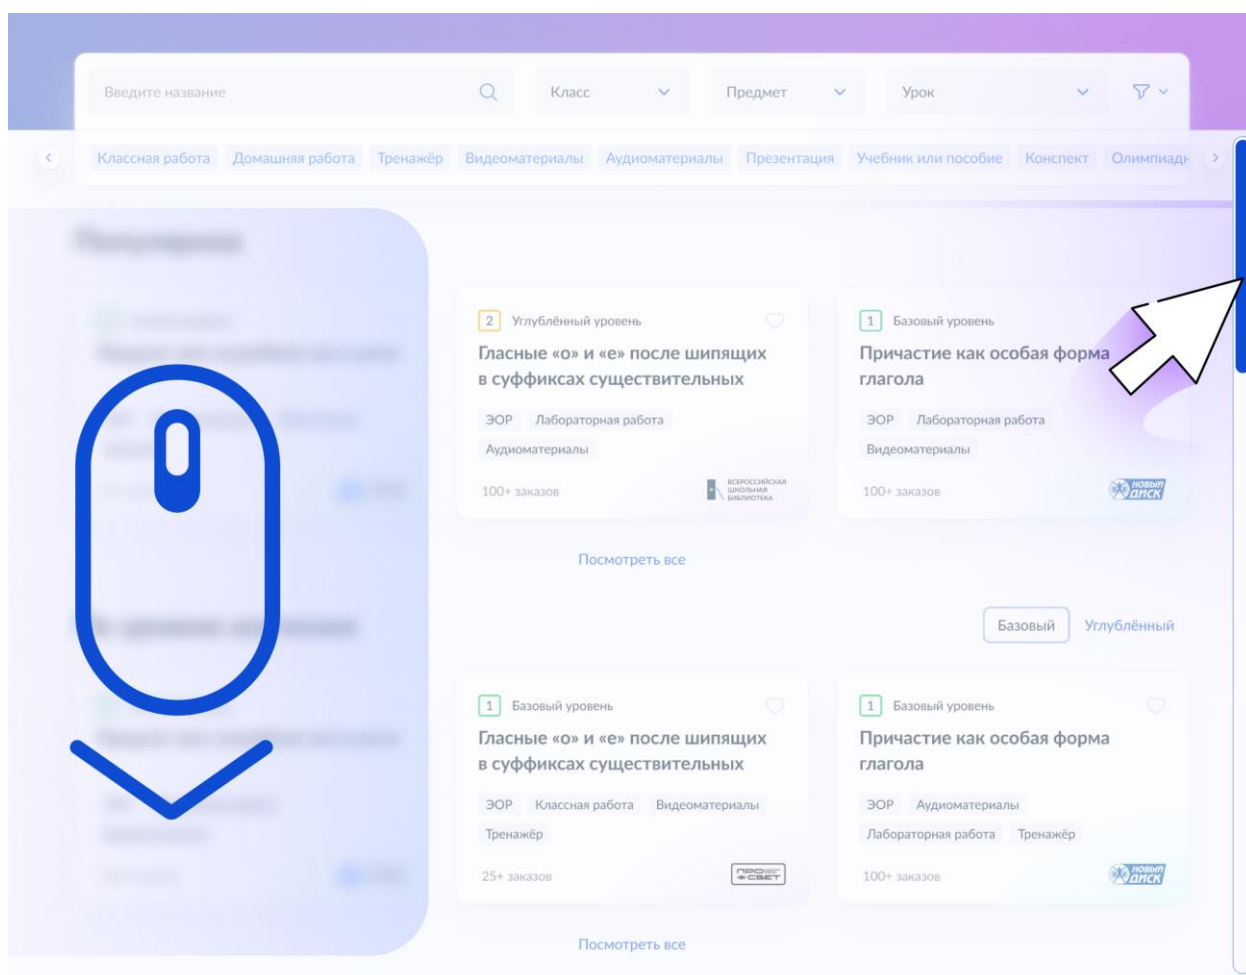 Введите название
Класс
Предмет
Урок
Классная работа Домашняя работа Тренажёр Видеоматериалы Аудиоматериалы Презентация Учебник или пособие Конспект Олимпиадн
Популярное
2 Углублённый уровень
Гласные «о» и «е» после шипящих
в суффиксах существительных
ЭОР Лабораторная работа
Аудиоматериалы
100+ заказов
ВСЕРОССИЙСКАЯ
ШКОЛЬНАЯ
БИБЛИОТЕКА
1 Базовый уровень
Причастие как особая форма
глагола
ЭОР Лабораторная работа
Видеоматериалы
100+ заказов
НОВЫЙ
ДИСК
Посмотреть все
Базовый Углублённый
1 Базовый уровень
Гласные «о» и «е» после шипящих
в суффиксах существительных
ЭОР Классная работа Видеоматериалы
Тренажёр
25+ заказов
1 Базовый уровень
Причастие как особая форма
глагола
ЭОР Аудиоматериалы
Лабораторная работа Тренажёр
100+ заказов
НОВЫЙ
ДИСК
Посмотреть все